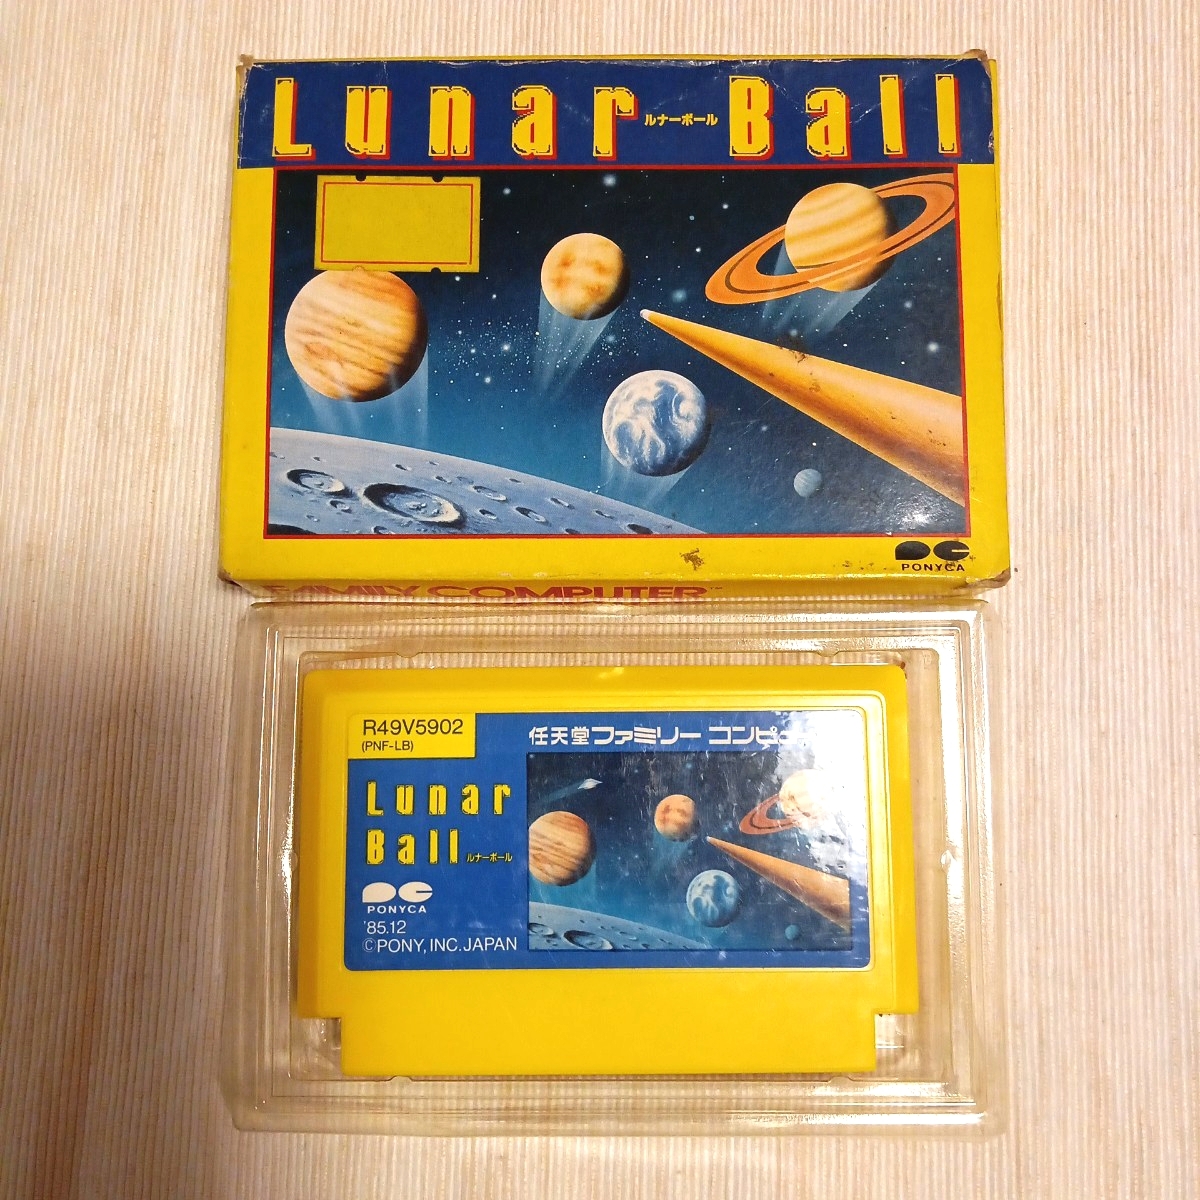 Lunar Ball
ルナーボール
PONYCA
FAMILY COMPUTER
R49V5902
(PNF-LB)
任天堂ファミリー コンピュ
Lunar
Ball ルナーボール
PONYCA
'85.12
©PONY, INC. JAPAN